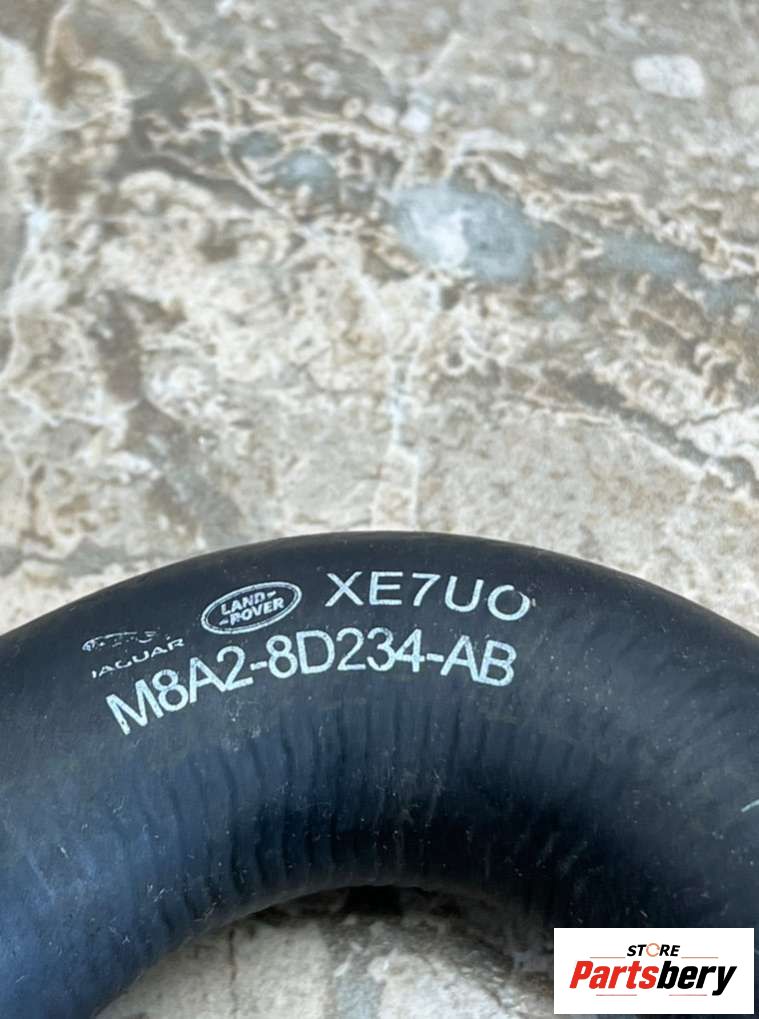 LAND-
-ROVER
XE7UO
JAGUAR
M8A2-8D234-AB
STORE
Partsbery